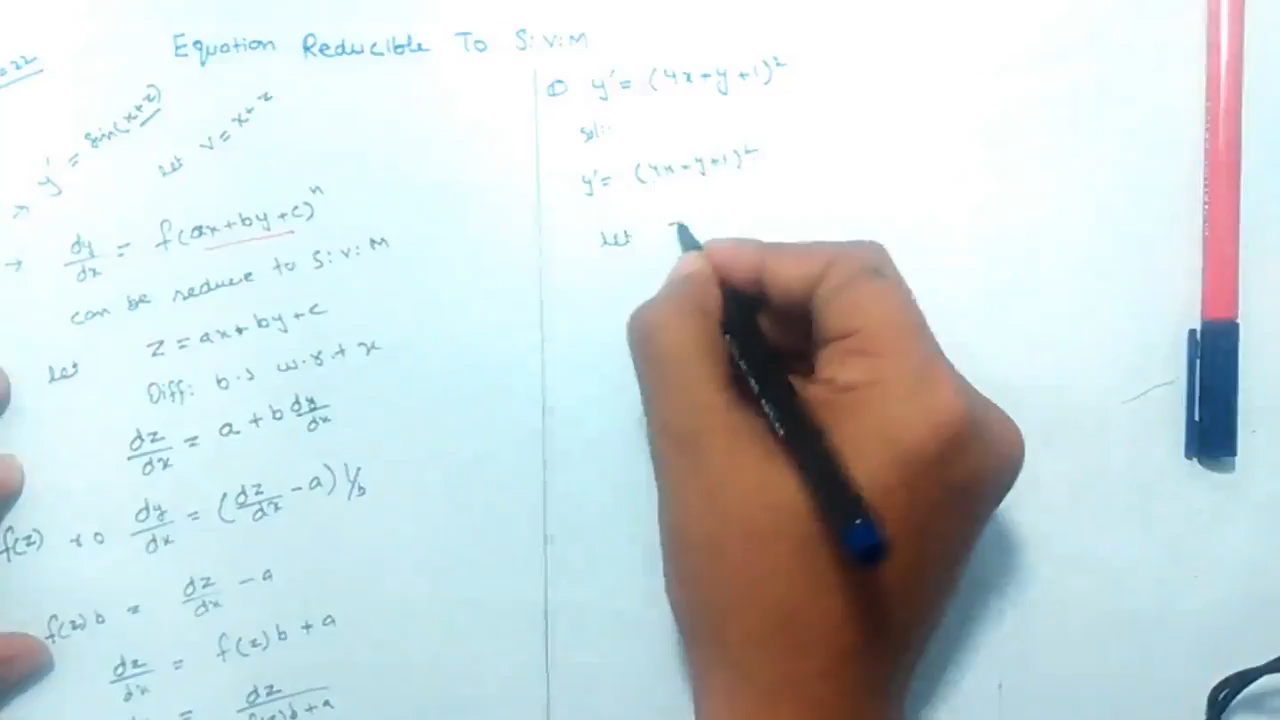 Equation Reducible To S:V:M
022
→ y' = sin(x+z)
let v = x+z
→ dy/dx = f(ax+by+c)^n
can be reduce to S:V:M
let z = ax+by+c
Diff: b.s w.r.t x
dz/dx = a + b dy/dx
f(z) dy/dx = (dz/dx - a) 1/b
f(z) b = dz/dx - a
dz/dx = f(z) b + a
= dz/f(z)b+a
① y' = (4x+y+1)²
Sol:
y' = (4x+y+1)²
let